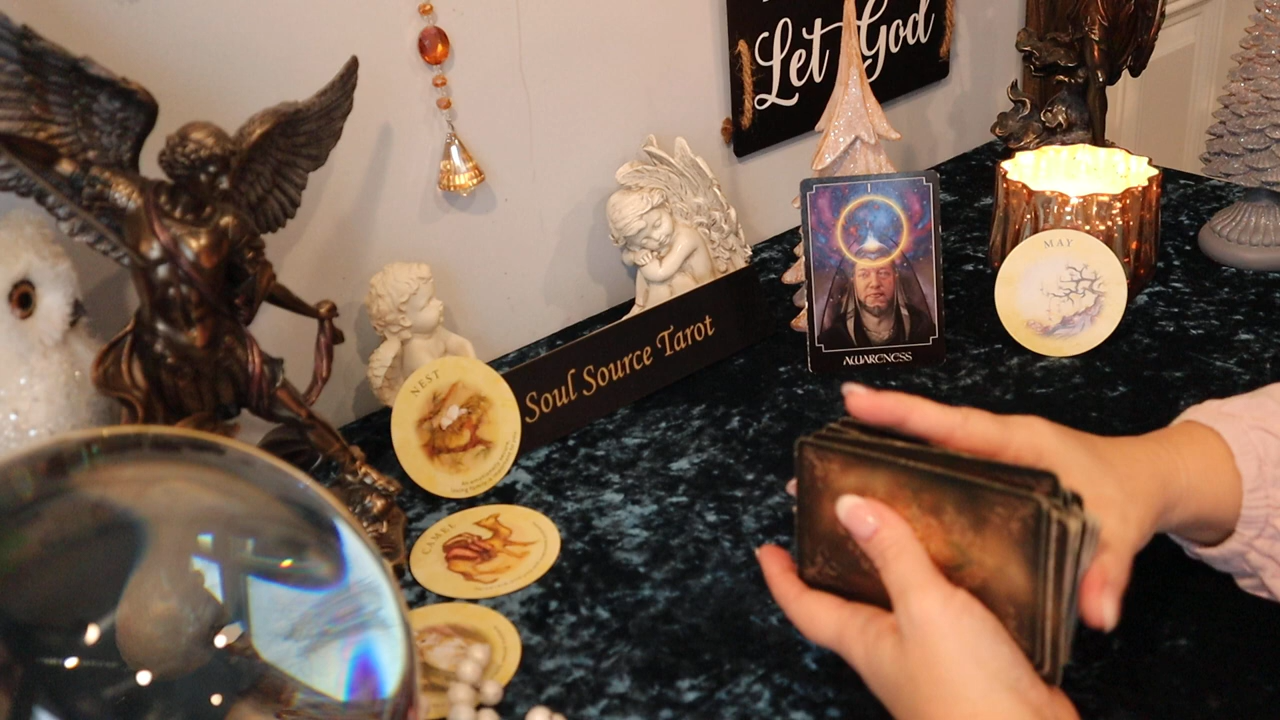 Let God
Soul Source Tarot
AWARENESS
MAY
NEST
CAMEL